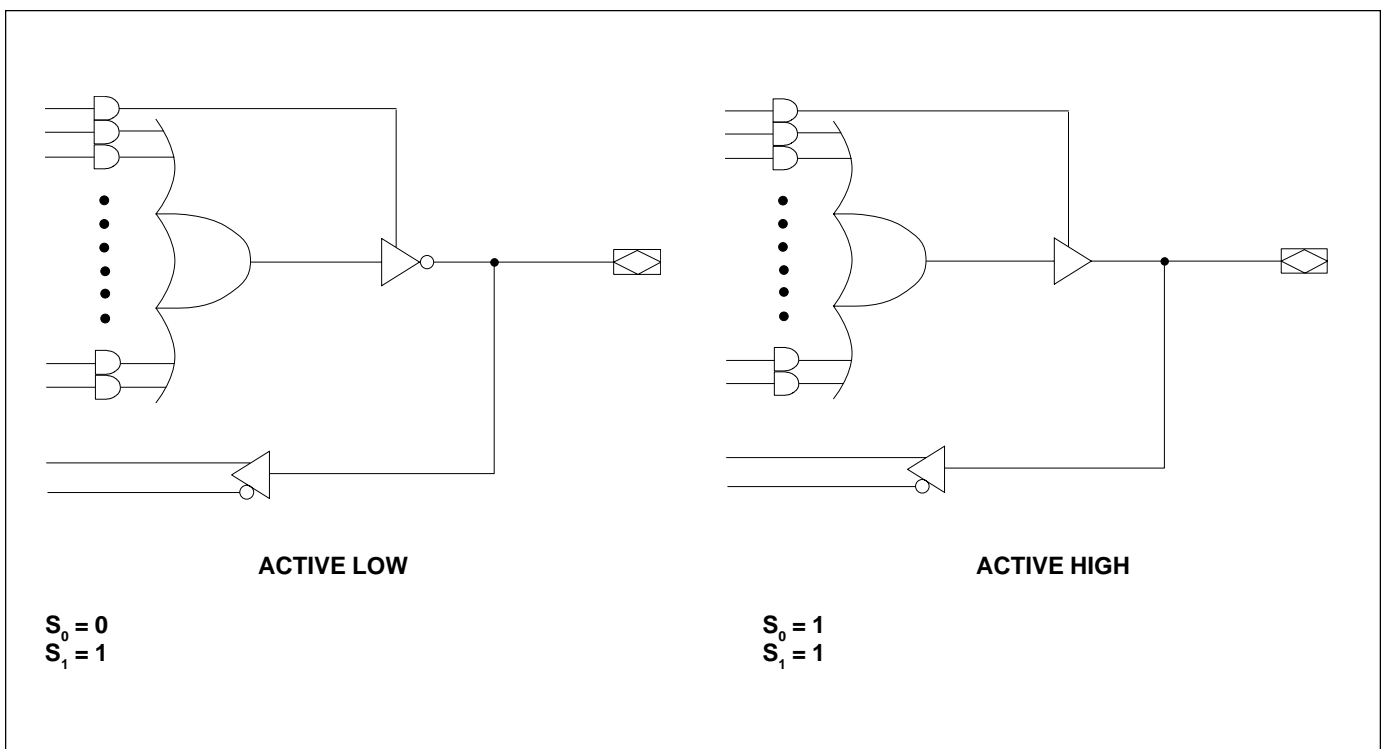 ACTIVE LOW
ACTIVE HIGH
S₀ = 0
S₁ = 1
S₀ = 1
S₁ = 1